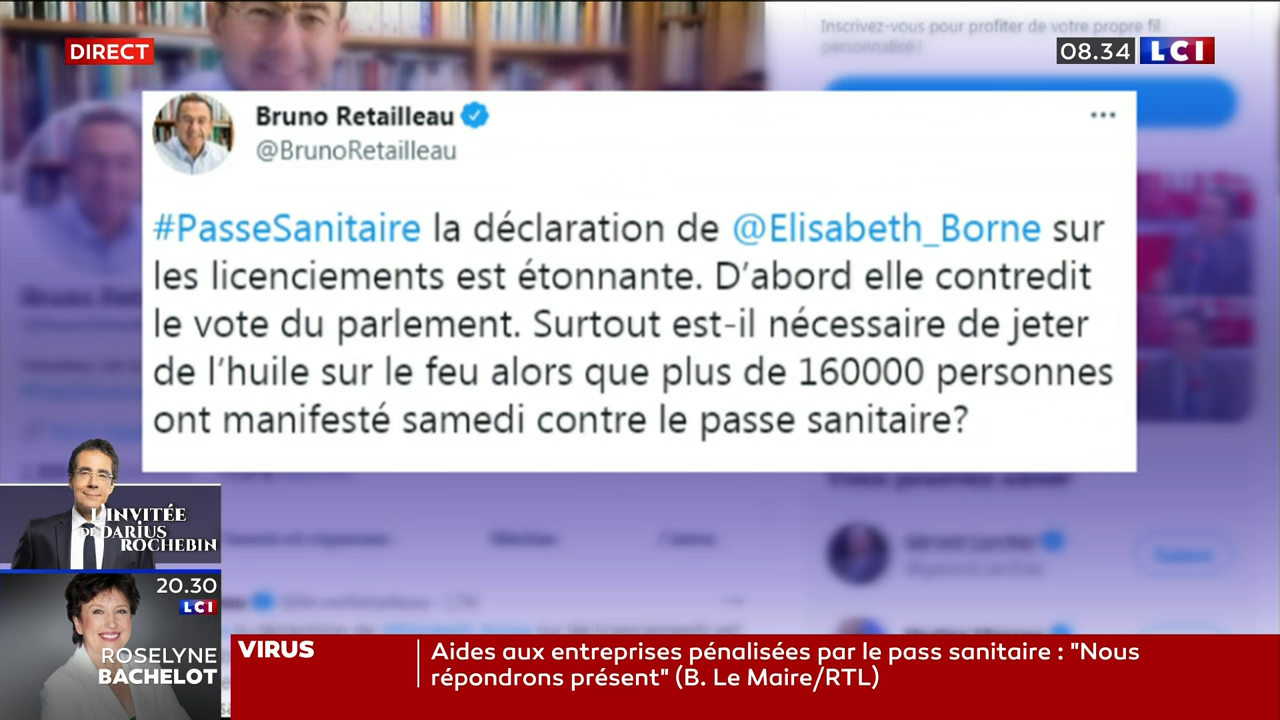 Inscrivez-vous pour profiter de votre propre fil
personnalisé !
DIRECT
08.34 LCI
Bruno Retailleau
@BrunoRetailleau
#PasseSanitaire la déclaration de @Elisabeth_Borne sur
les licenciements est étonnante. D'abord elle contredit
le vote du parlement. Surtout est-il nécessaire de jeter
de l'huile sur le feu alors que plus de 160000 personnes
ont manifesté samedi contre le passe sanitaire?
L'INVITÉE
DE DARIUS
ROCHEBIN
20.30
LCI
ROSELYNE
BACHELOT
VIRUS
Aides aux entreprises pénalisées par le pass sanitaire : "Nous
répondrons présent" (B. Le Maire/RTL)